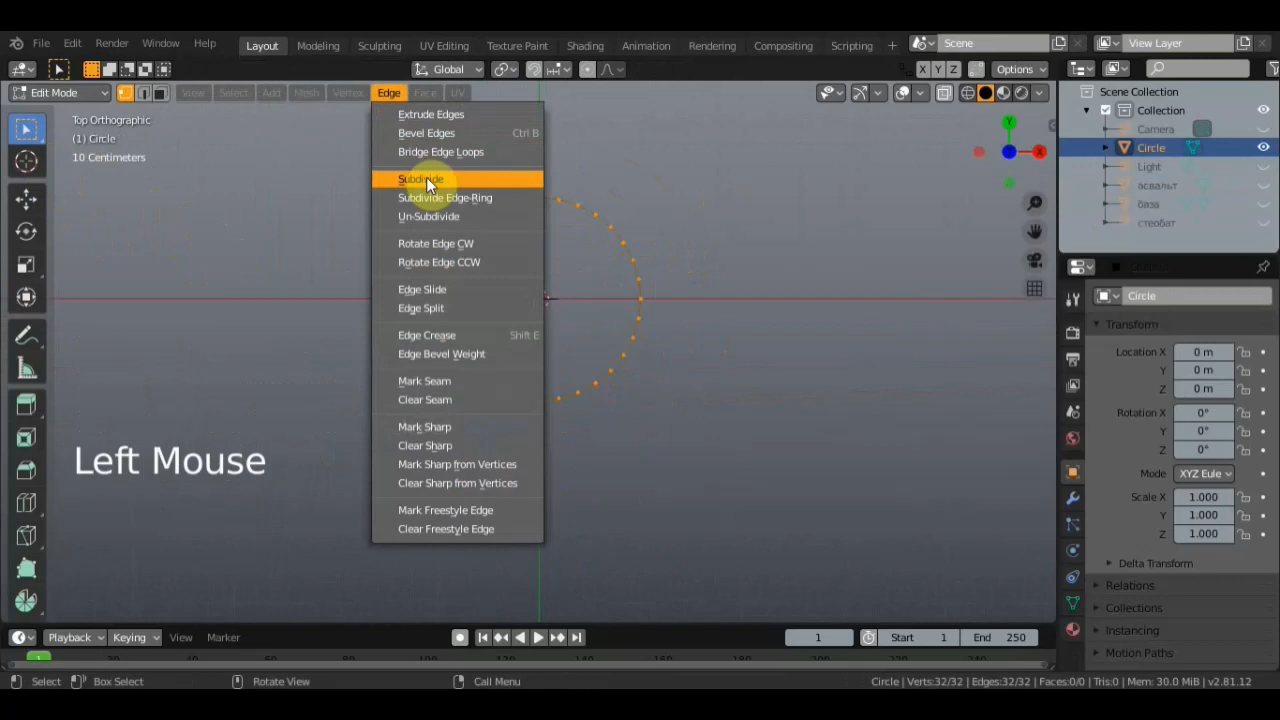 File Edit Render Window Help Layout Modeling Sculpting UV Editing Texture Paint Shading Animation Rendering Compositing Scripting + Scene View Layer
Global X Y Z Options
Edit Mode View Select Add Mesh Vertex Edge Face UV
Top Orthographic
(1) Circle
10 Centimeters
Extrude Edges
Bevel Edges Ctrl B
Bridge Edge Loops
Subdivide
Subdivide Edge-Ring
Un-Subdivide
Rotate Edge CW
Rotate Edge CCW
Edge Slide
Edge Split
Edge Crease Shift E
Edge Bevel Weight
Mark Seam
Clear Seam
Mark Sharp
Clear Sharp
Mark Sharp from Vertices
Clear Sharp from Vertices
Mark Freestyle Edge
Clear Freestyle Edge
Left Mouse
Y
Z X
Scene Collection
Collection
Camera
Circle
Light
асвальт
база
стеобат
Circle
Transform
Location X 0 m
Y 0 m
Z 0 m
Rotation X 0°
Y 0°
Z 0°
Mode XYZ Eule
Scale X 1.000
Y 1.000
Z 1.000
Delta Transform
Relations
Collections
Instancing
Motion Paths
Playback Keying View Marker 1 Start 1 End 250
1
Select Box Select Rotate View Call Menu Circle | Verts:32/32 | Edges:32/32 | Faces:0/0 | Tris:0 | Mem: 30.0 MiB | v2.81.12